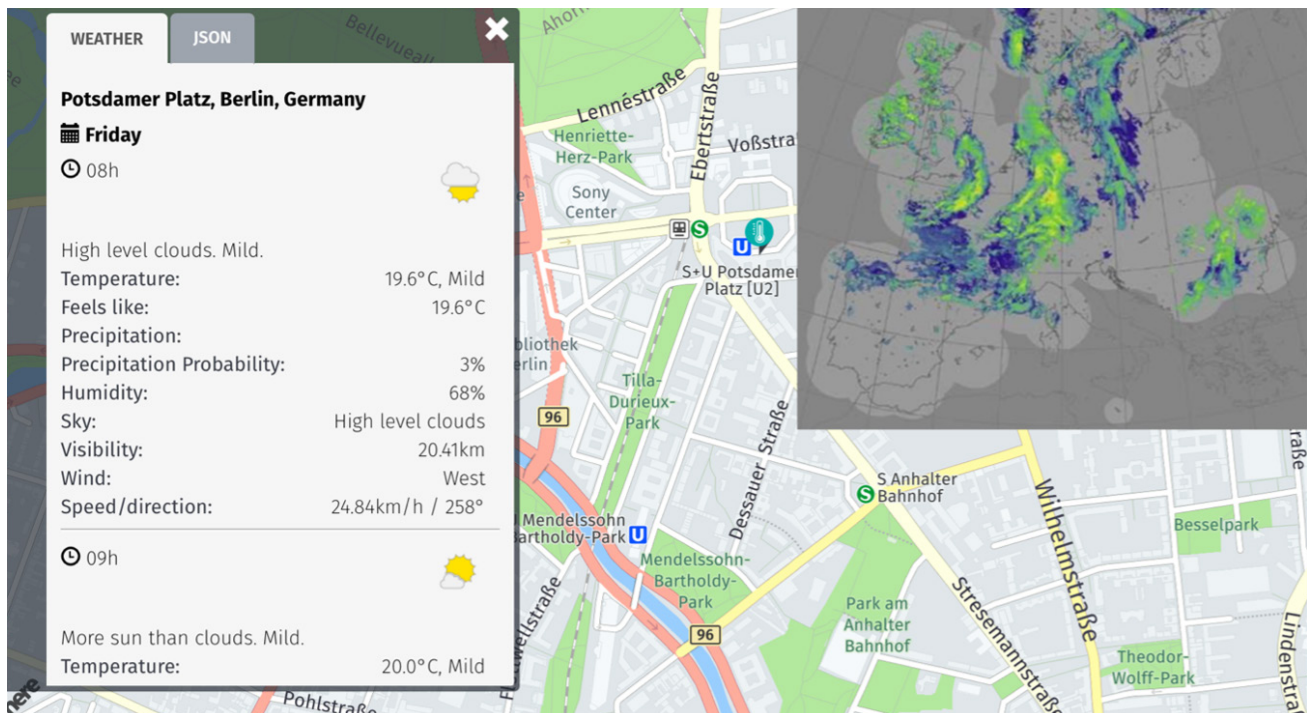 WEATHER
JSON
Potsdamer Platz, Berlin, Germany
Friday
08h
High level clouds. Mild.
Temperature: 19.6°C, Mild
Feels like: 19.6°C
Precipitation:
Precipitation Probability: 3%
Humidity: 68%
Sky: High level clouds
Visibility: 20.41km
Wind: West
Speed/direction: 24.84km/h / 258°
09h
More sun than clouds. Mild.
Temperature: 20.0°C, Mild
here
Lennéstraße
Ebertstraße
Henriette-
Herz-Park
Sony
Center
S
U
S+U Potsdamer
Platz [U2]
Tilla-
Durieux-
Park
96
Dessauer Straße
S Anhalter
Bahnhof
S
Mendelssohn
U
Mendelssohn-
Bartholdy-
Park
96
Park am
Anhalter
Bahnhof
Stresemannstraße
Wilhelmstraße
Besselpark
Theodor-
Wolff-Park
Lindenstra
Pohlstraße